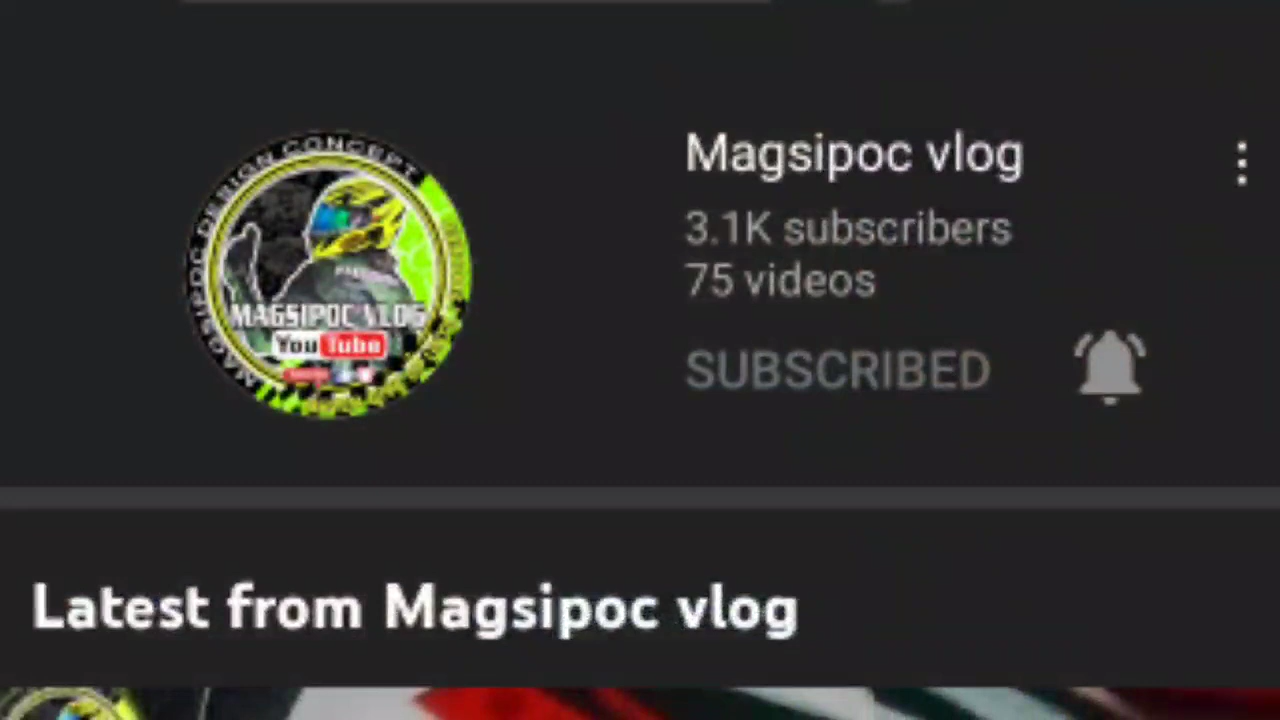 MAGSIPOC DESIGN CONCEPT
MAGSIPOC VLOG
YouTube
Magsipoc vlog
3.1K subscribers
75 videos
SUBSCRIBED
Latest from Magsipoc vlog